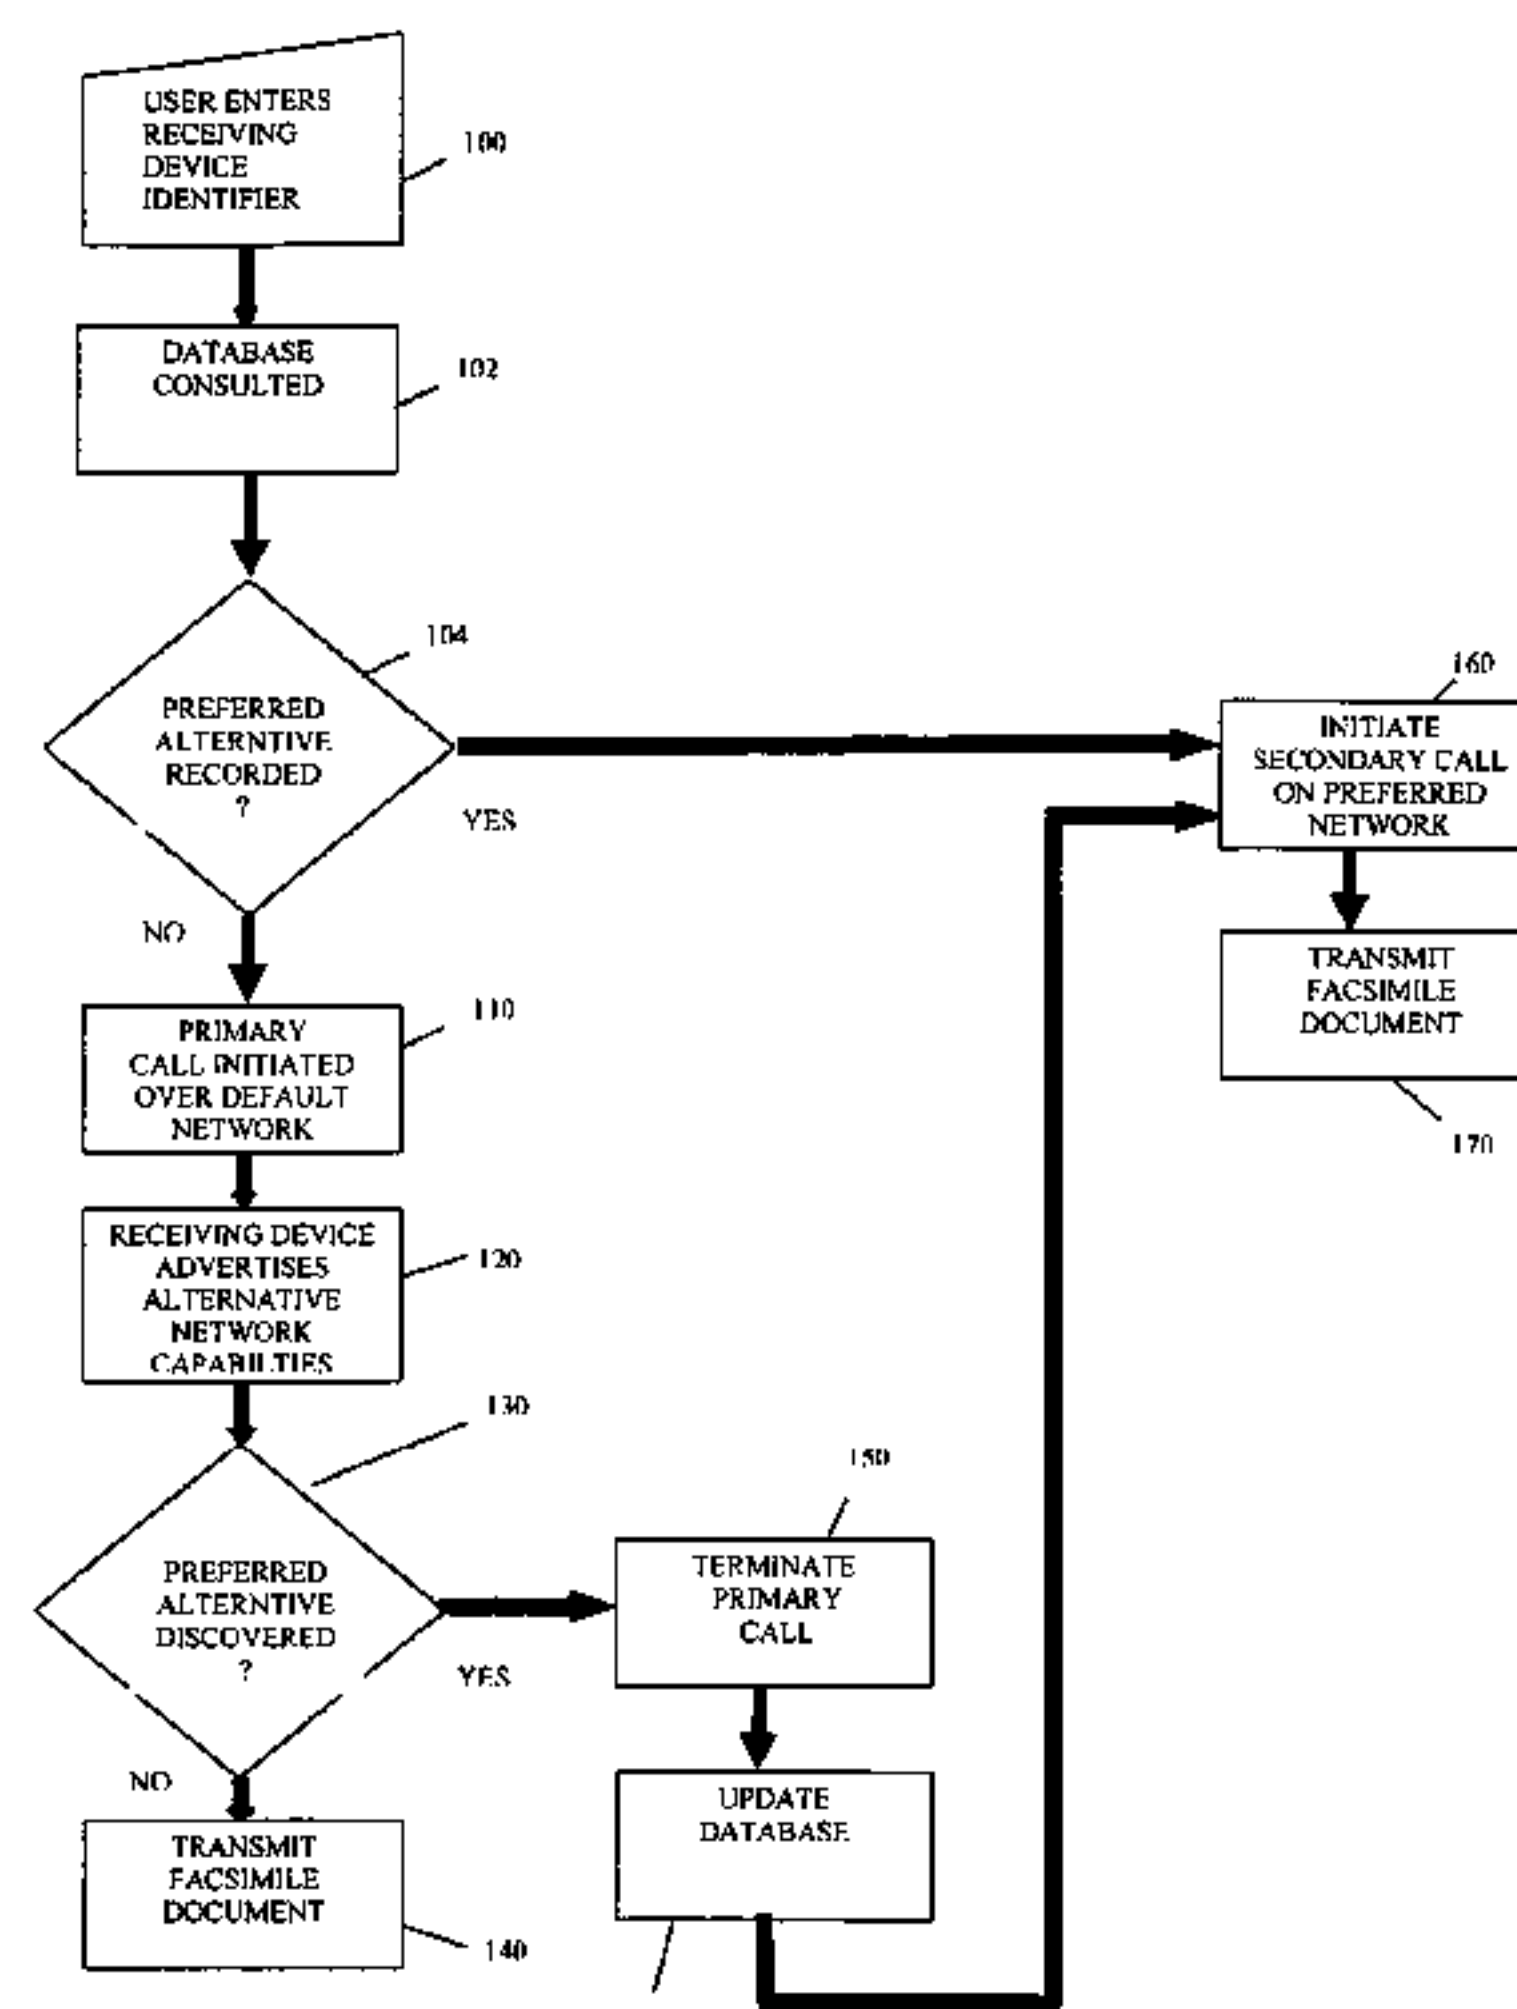 USER ENTERS
RECEIVING
DEVICE
IDENTIFIER
100
DATABASE
CONSULTED
102
104
PREFERRED
ALTERNTIVE
RECORDED
?
YES
NO
160
INITIATE
SECONDARY CALL
ON PREFERRED
NETWORK
TRANSMIT
FACSIMILE
DOCUMENT
170
PRIMARY
CALL INITIATED
OVER DEFAULT
NETWORK
110
RECEIVING DEVICE
ADVERTISES
ALTERNATIVE
NETWORK
CAPABILTIES
120
130
PREFERRED
ALTERNTIVE
DISCOVERED
?
YES
NO
150
TERMINATE
PRIMARY
CALL
UPDATE
DATABASE
TRANSMIT
FACSIMILE
DOCUMENT
140